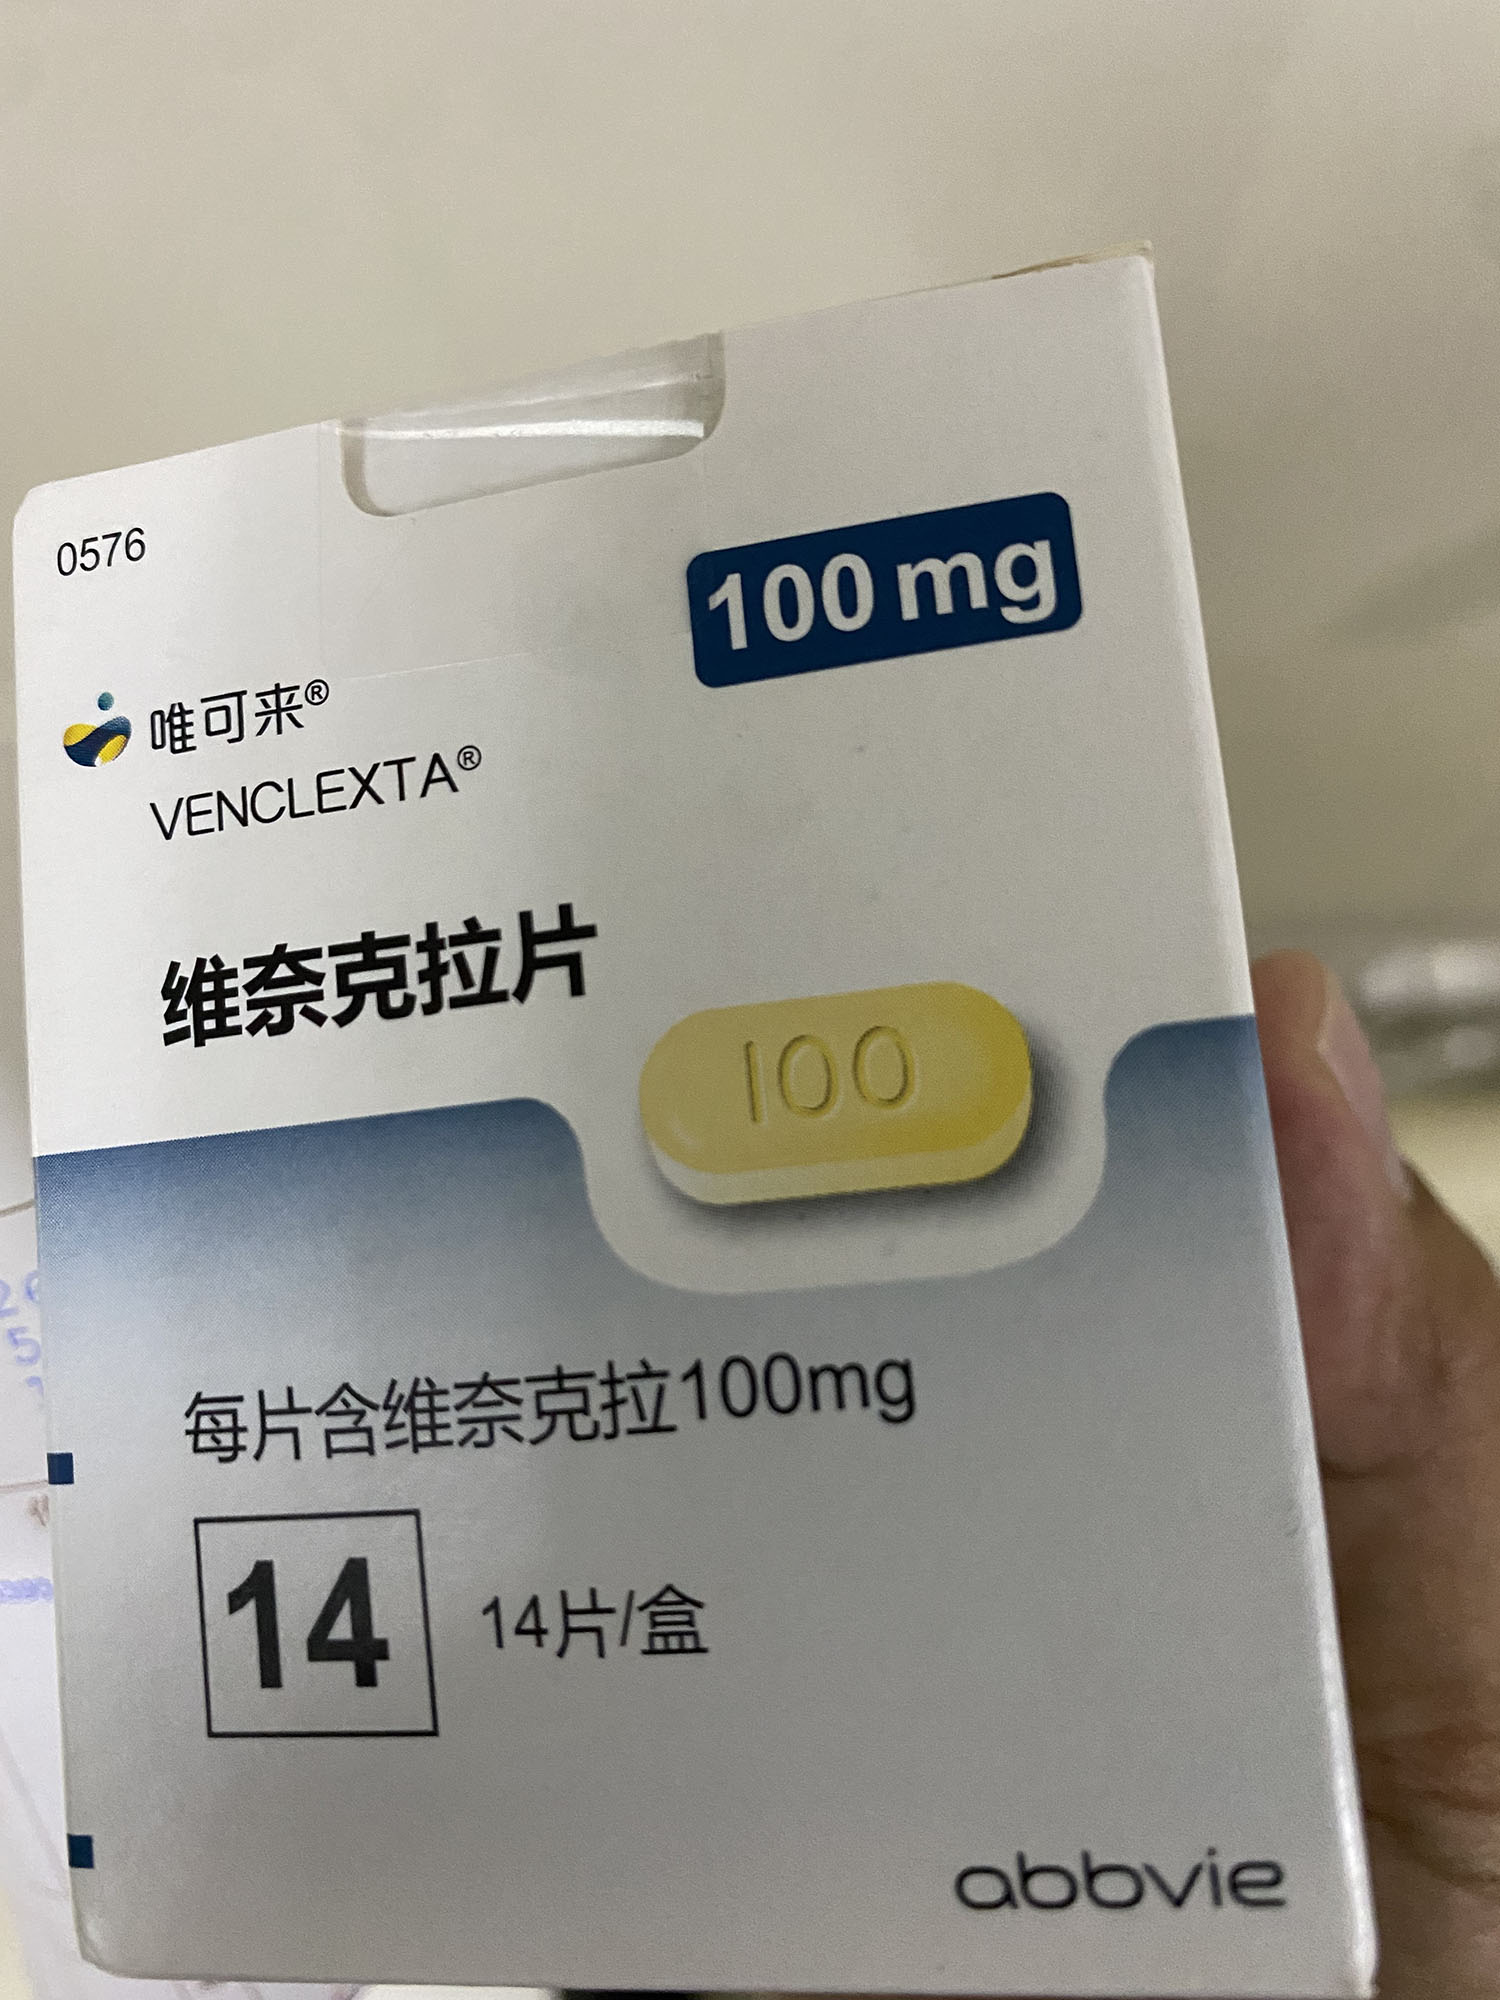 0576
100 mg
唯可来®
VENCLEXTA®
维奈克拉片
100
每片含维奈克拉100mg
14
14片/盒
abbvie